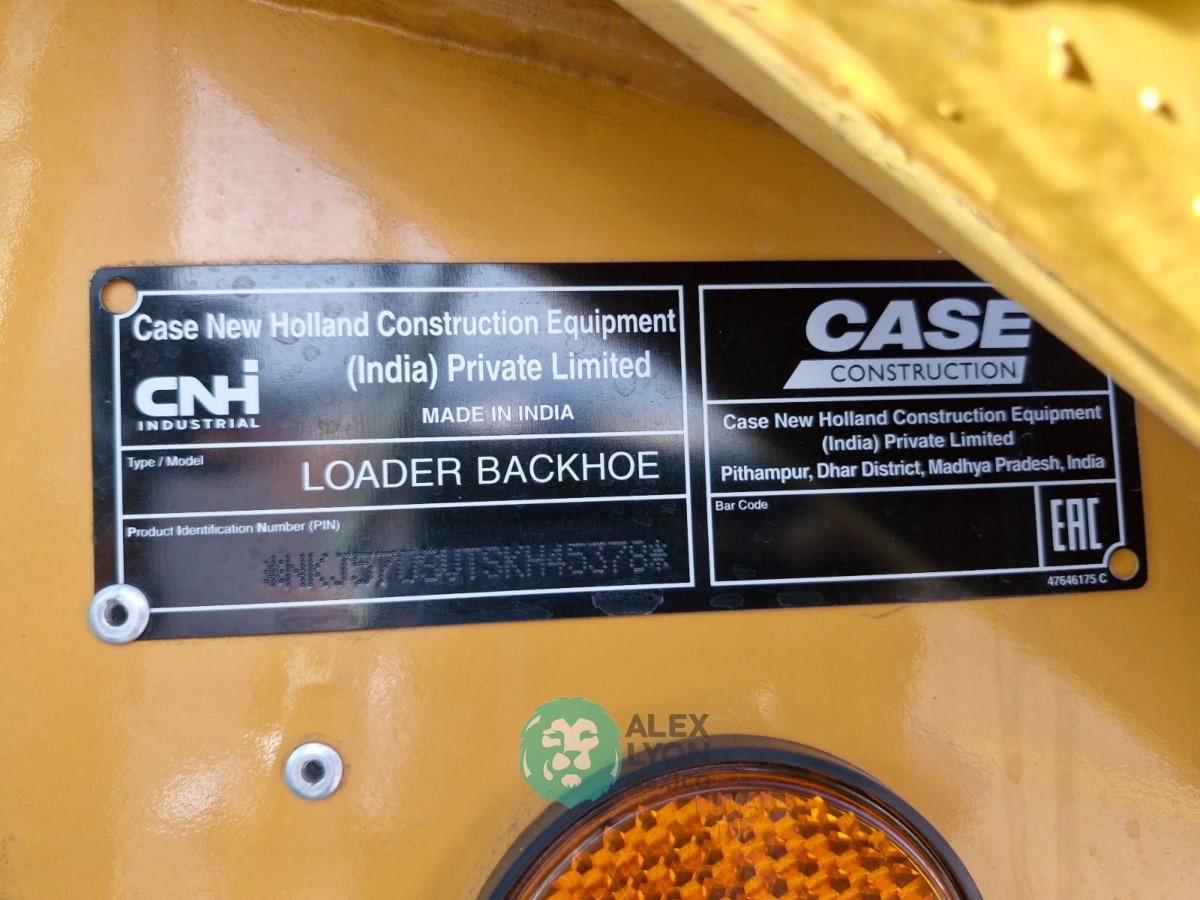 Case New Holland Construction Equipment
(India) Private Limited
CNH
INDUSTRIAL
MADE IN INDIA
Type / Model
LOADER BACKHOE
Product Identification Number (PIN)
CASE
CONSTRUCTION
Case New Holland Construction Equipment
(India) Private Limited
Pithampur, Dhar District, Madhya Pradesh, India
Bar Code
EAC
47646175 C
ALEX
LYON